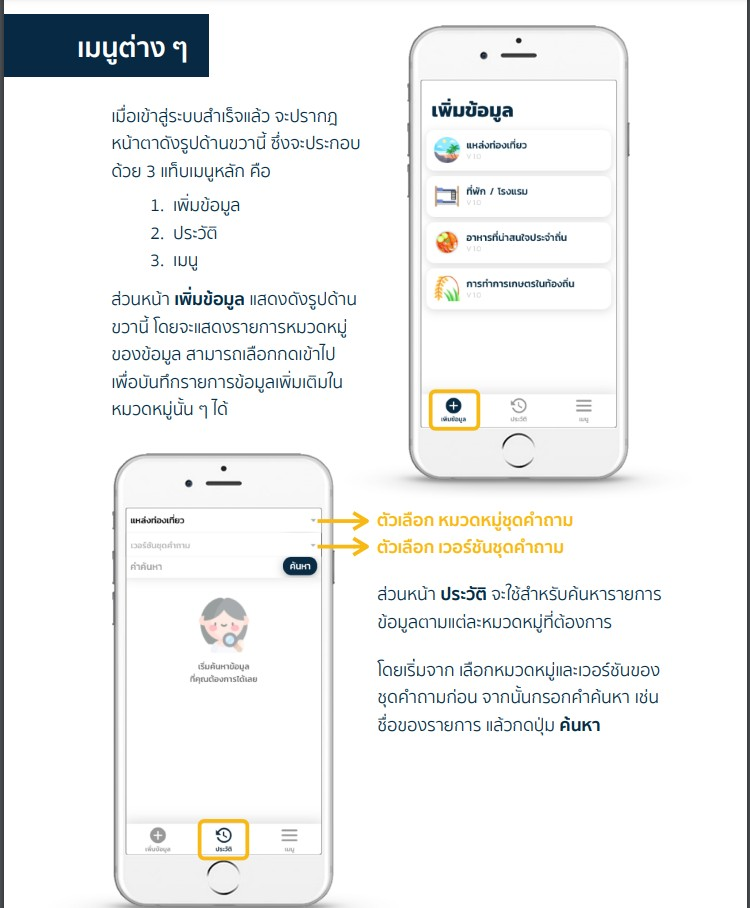 เมนูต่าง ๆ
เมื่อเข้าสู่ระบบสำเร็จแล้ว จะปรากฎ
หน้าตาดังรูปด้านขวานี้ ซึ่งจะประกอบ
ด้วย 3 แท็บเมนูหลัก คือ
1. เพิ่มข้อมูล
2. ประวัติ
3. เมนู
ส่วนหน้า เพิ่มข้อมูล แสดงดังรูปด้าน
ขวานี้ โดยจะแสดงรายการหมวดหมู่
ของข้อมูล สามารถเลือกกดเข้าไป
เพื่อบันทึกรายการข้อมูลเพิ่มเติมใน
หมวดหมู่นั้น ๆ ได้
เพิ่มข้อมูล
แหล่งท่องเที่ยว
V 1.0
ที่พัก / โรงแรม
V 1.0
อาหารที่น่าสนใจประจำถิ่น
V 1.0
การทำการเกษตรในท้องถิ่น
V 1.0
เพิ่มข้อมูล
ประวัติ
เมนู
แหล่งท่องเที่ยว
เวอร์ชันชุดคำถาม
คำค้นหา
ค้นหา
เริ่มค้นหาข้อมูล
ที่คุณต้องการได้เลย
เพิ่มข้อมูล
ประวัติ
เมนู
ตัวเลือก หมวดหมู่ชุดคำถาม
ตัวเลือก เวอร์ชันชุดคำถาม
ส่วนหน้า ประวัติ จะใช้สำหรับค้นหารายการ
ข้อมูลตามแต่ละหมวดหมู่ที่ต้องการ
โดยเริ่มจาก เลือกหมวดหมู่และเวอร์ชันของ
ชุดคำถามก่อน จากนั้นกรอกคำค้นหา เช่น
ชื่อของรายการ แล้วกดปุ่ม ค้นหา